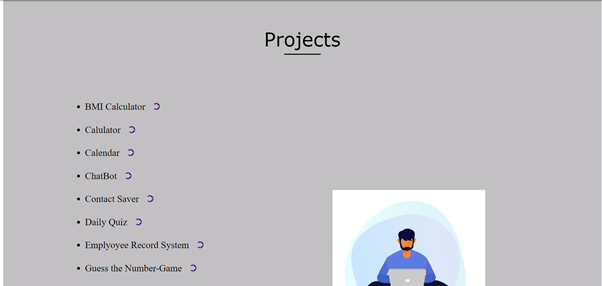 Projects
BMI Calculator
Calulator
Calendar
ChatBot
Contact Saver
Daily Quiz
Emplyoyee Record System
Guess the Number-Game